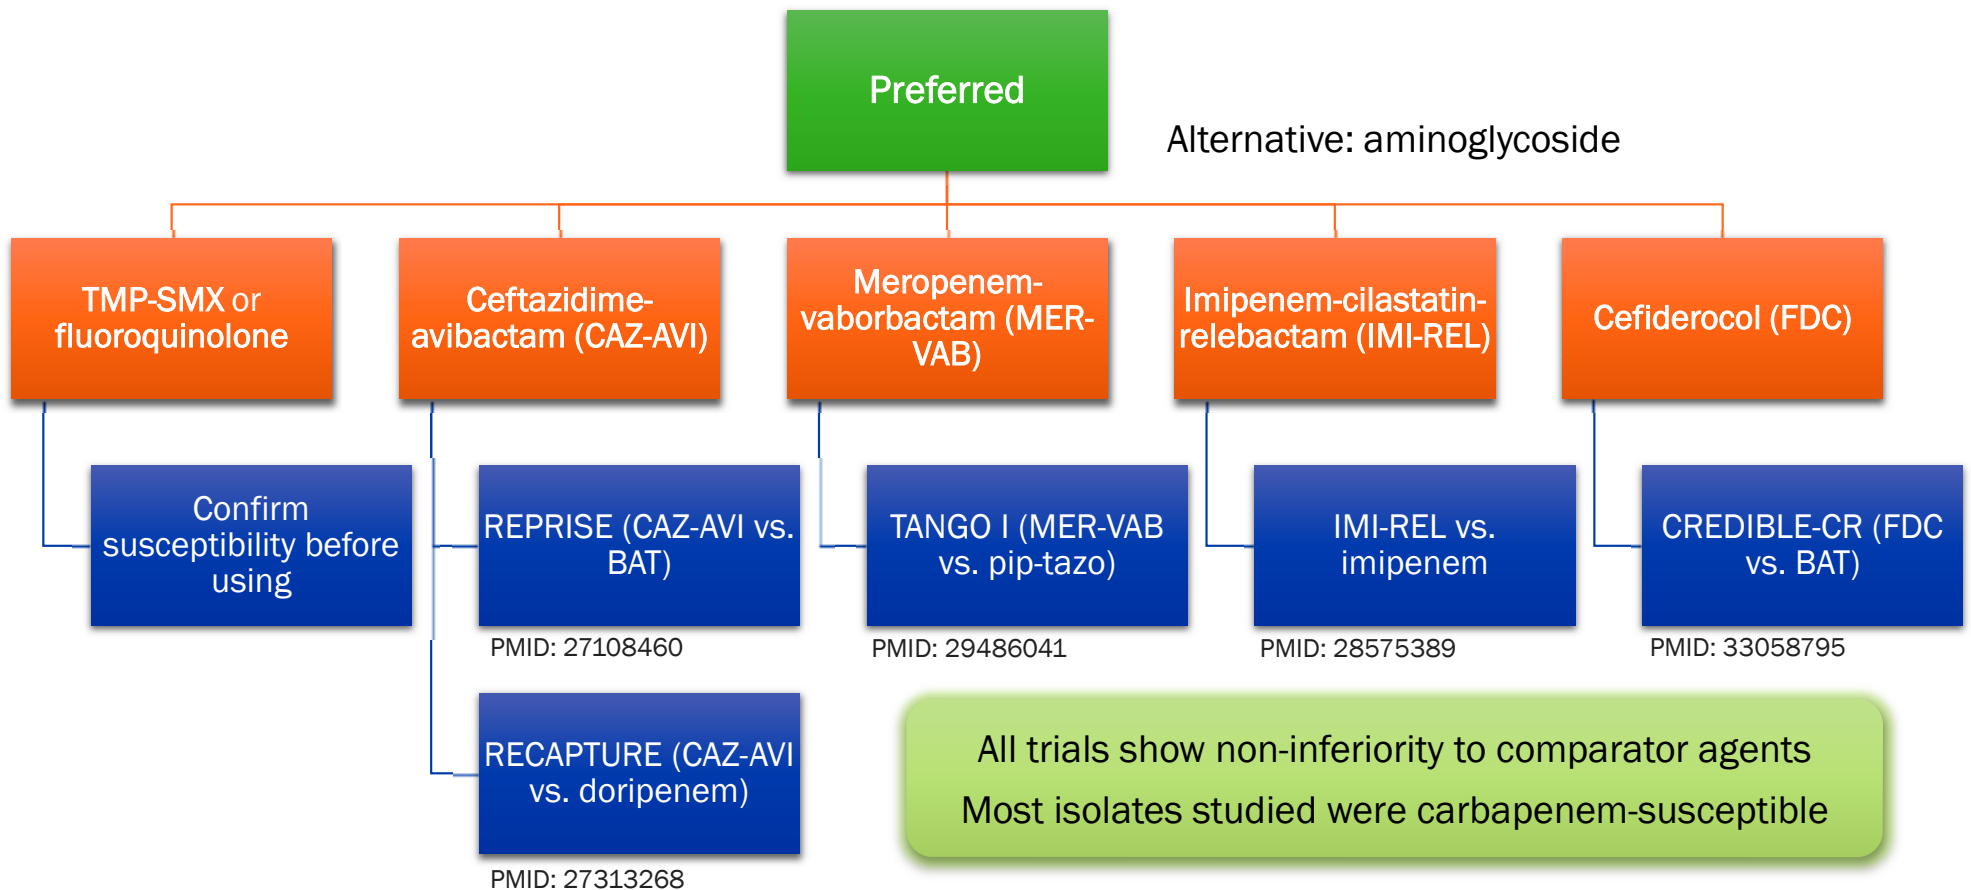 Preferred
Alternative: aminoglycoside
TMP-SMX or
fluoroquinolone
Ceftazidime-
avibactam (CAZ-AVI)
Meropenem-
vaborbactam (MER-
VAB)
Imipenem-cilastatin-
relebactam (IMI-REL)
Cefiderocol (FDC)
Confirm
susceptibility before
using
REPRISE (CAZ-AVI vs.
BAT)
TANGO I (MER-VAB
vs. pip-tazo)
IMI-REL vs.
imipenem
CREDIBLE-CR (FDC
vs. BAT)
PMID: 27108460
PMID: 29486041
PMID: 28575389
PMID: 33058795
RECAPTURE (CAZ-AVI
vs. doripenem)
PMID: 27313268
All trials show non-inferiority to comparator agents
Most isolates studied were carbapenem-susceptible